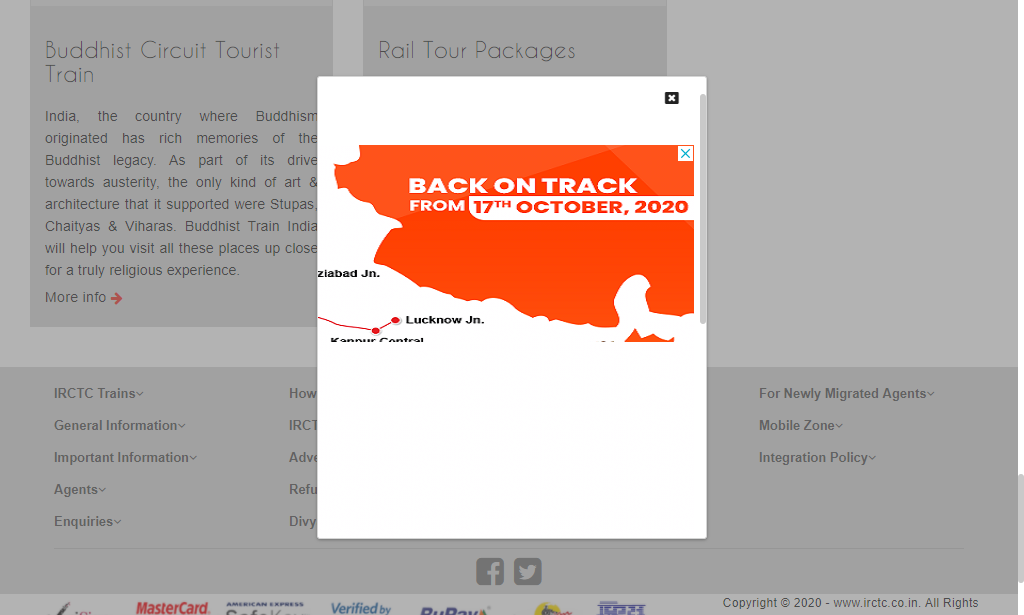 Buddhist Circuit Tourist
Train
India, the country where Buddhism
originated has rich memories of the
Buddhist legacy. As part of its drive
towards austerity, the only kind of art &
architecture that it supported were Stupas,
Chaityas & Viharas. Buddhist Train India
will help you visit all these places up close
for a truly religious experience.
More info
Rail Tour Packages
BACK ON TRACK
FROM 17TH OCTOBER, 2020
ziabad Jn.
Lucknow Jn.
Kanpur Central
IRCTC Trains
General Information
Important Information
Agents
Enquiries
How
IRCT
Adve
Refu
Divy
For Newly Migrated Agents
Mobile Zone
Integration Policy
Copyright © 2020 - www.irctc.co.in. All Rights
MasterCard.
AMERICAN EXPRESS
SafeKey
Verified by
RuPay